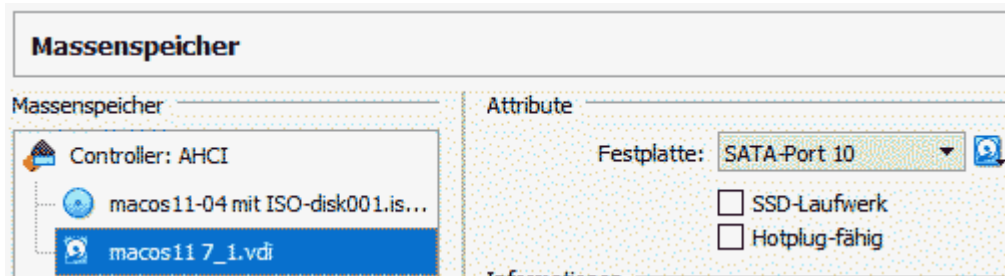 Massenspeicher
Massenspeicher
Attribute
Controller: AHCI
Festplatte: SATA-Port 10
macos11-04 mit ISO-disk001.is...
SSD-Laufwerk
Hotplug-fähig
macos11 7_1.vdi
Informationen